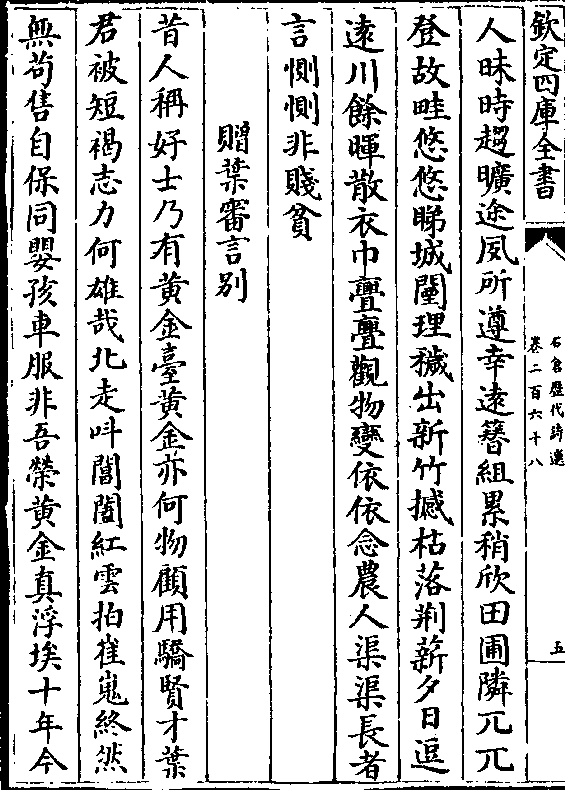 欽定四庫全書
石倉歷代詩選
卷二百六十八
五
人昧時趨曠途夙所遵幸遠簪組累稍欣田圃隣兀兀
登故畦悠悠睇城闉理穢出新竹撼枯落荆薪夕日逗
遠川餘暉散衣巾亹亹觀物變依依念農人渠渠長者
言惻惻非賤貧
贈葉審言别
昔人稱好士乃有黄金臺黄金亦何物顧用驕賢才葉
君被短褐志力何雄哉北走叫閶闔紅雲拍崔嵬終然
無苟售自保同嬰孩車服非吾榮黄金真浮埃十年今